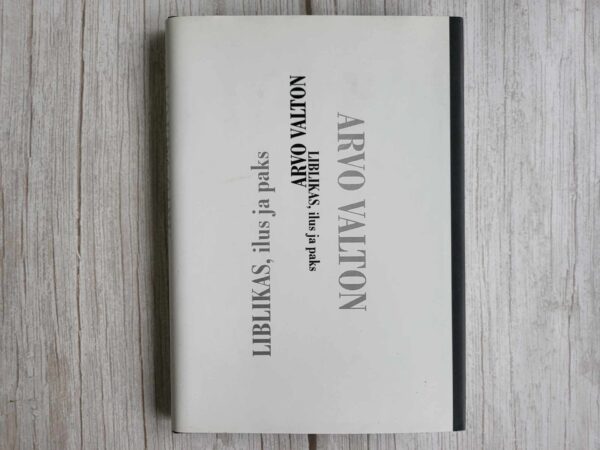 LIBLIKAS, ilus ja paks
ARVO VALTON
LIBLIKAS, ilus ja paks
ARVO VALTON